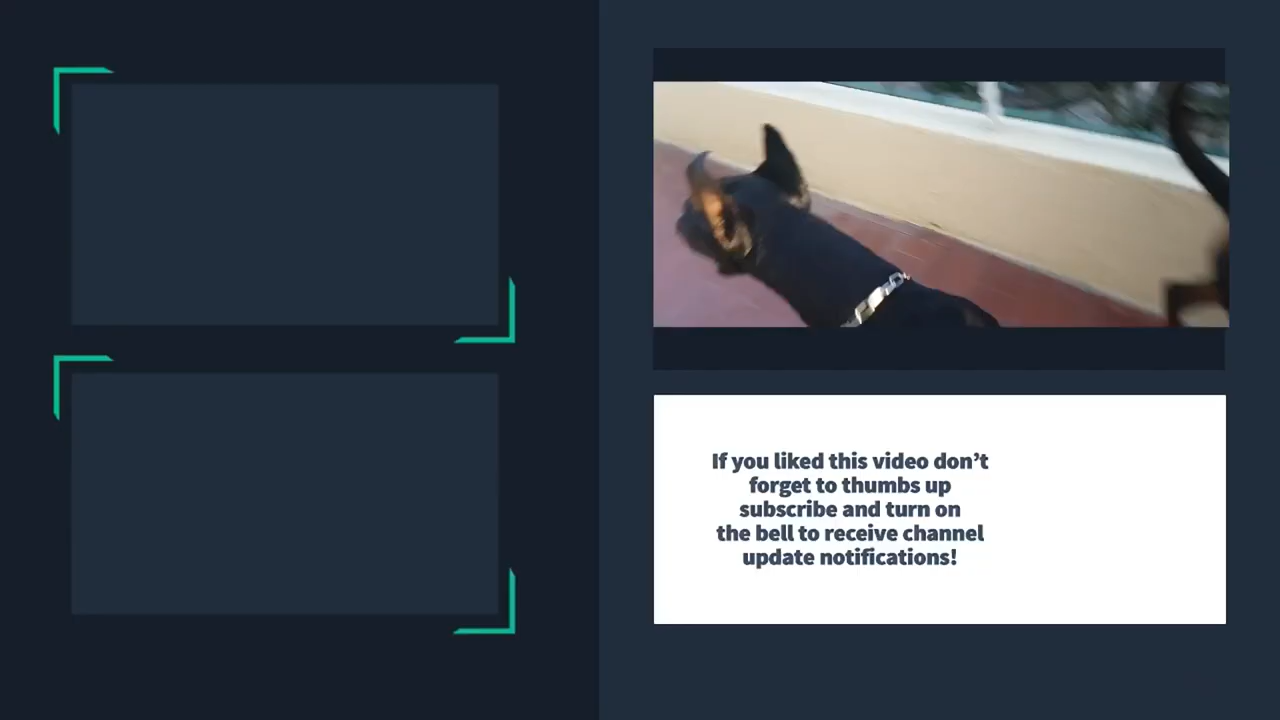 If you liked this video don’t
forget to thumbs up
subscribe and turn on
the bell to receive channel
update notifications!